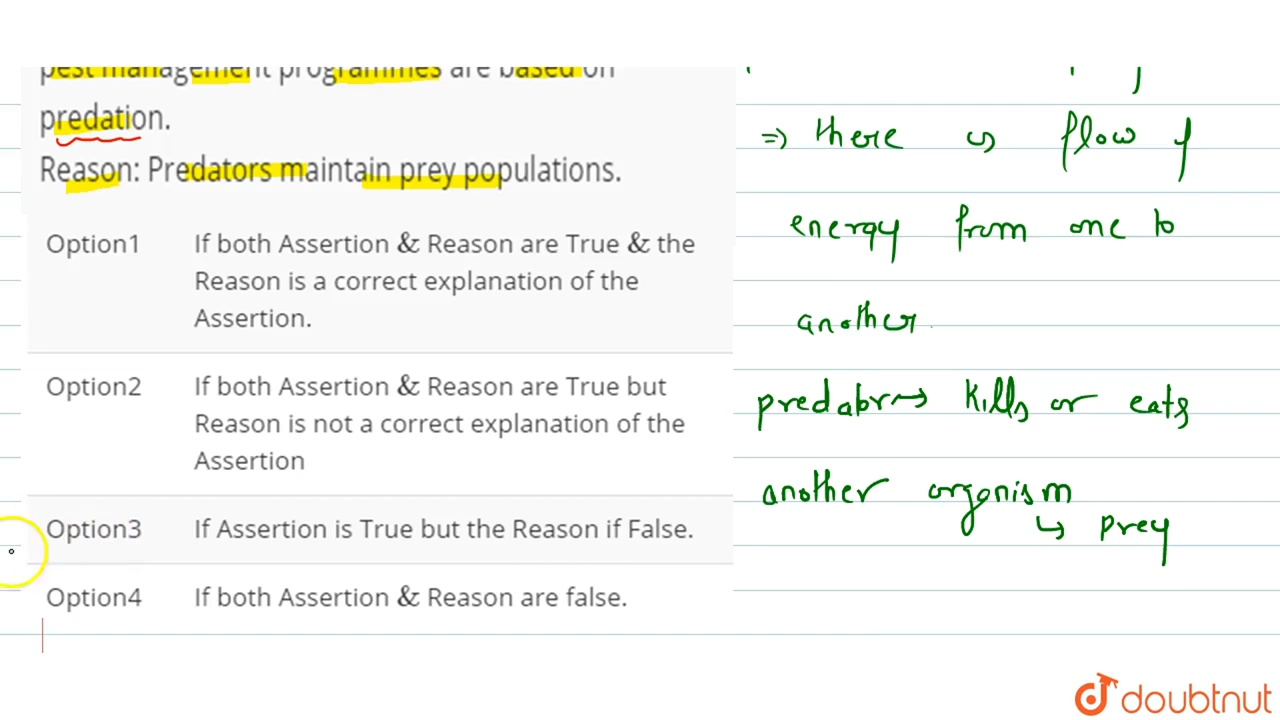 pest management programmes are based on
predation.
Reason: Predators maintain prey populations.
Option1 If both Assertion & Reason are True & the
Reason is a correct explanation of the
Assertion.
Option2 If both Assertion & Reason are True but
Reason is not a correct explanation of the
Assertion
Option3 If Assertion is True but the Reason if False.
Option4 If both Assertion & Reason are false.
⇒ there is flow of
energy from one to
another
predator → kills or eats
another organism
↳ prey
doubtnut